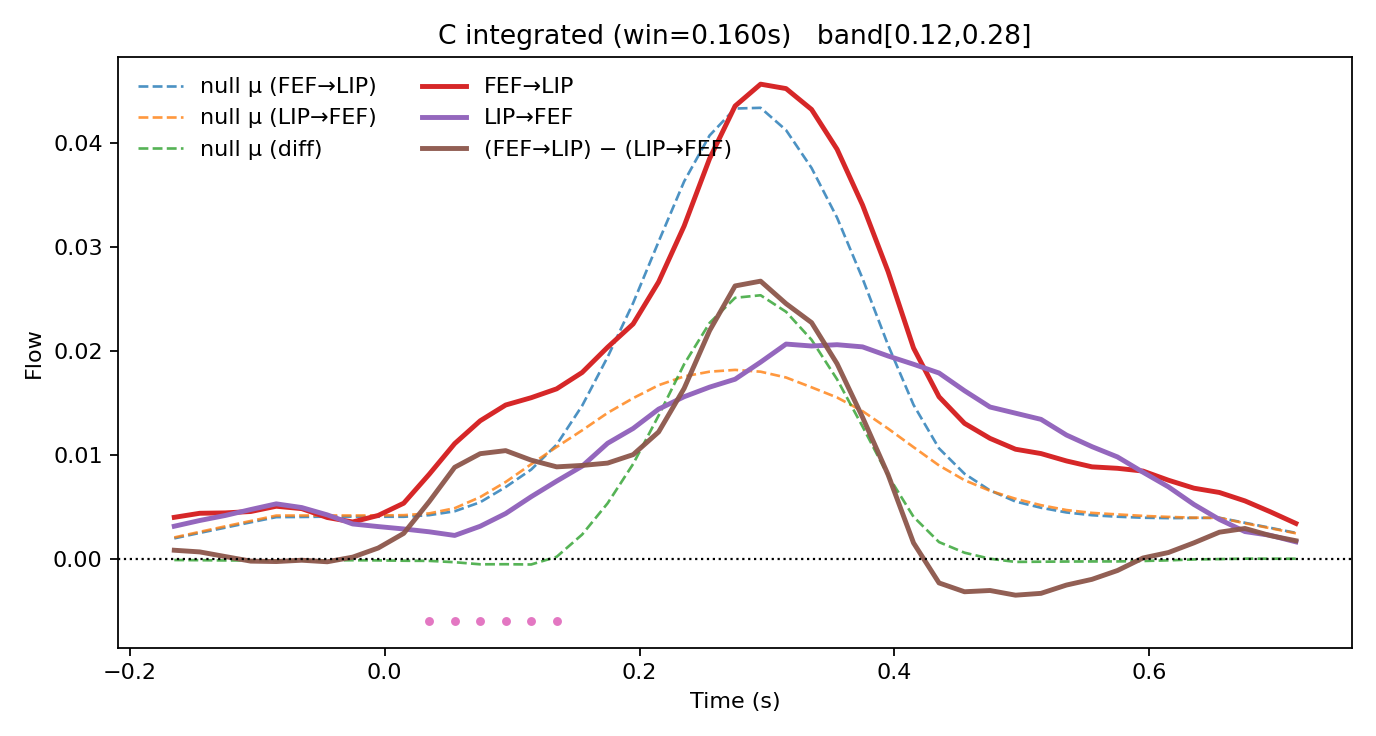 C integrated (win=0.160s)   band[0.12,0.28]
null μ (FEF→LIP)
null μ (LIP→FEF)
null μ (diff)
FEF→LIP
LIP→FEF
(FEF→LIP) − (LIP→FEF)
Flow
0.04
0.03
0.02
0.01
0.00
−0.2
0.0
0.2
0.4
0.6
Time (s)